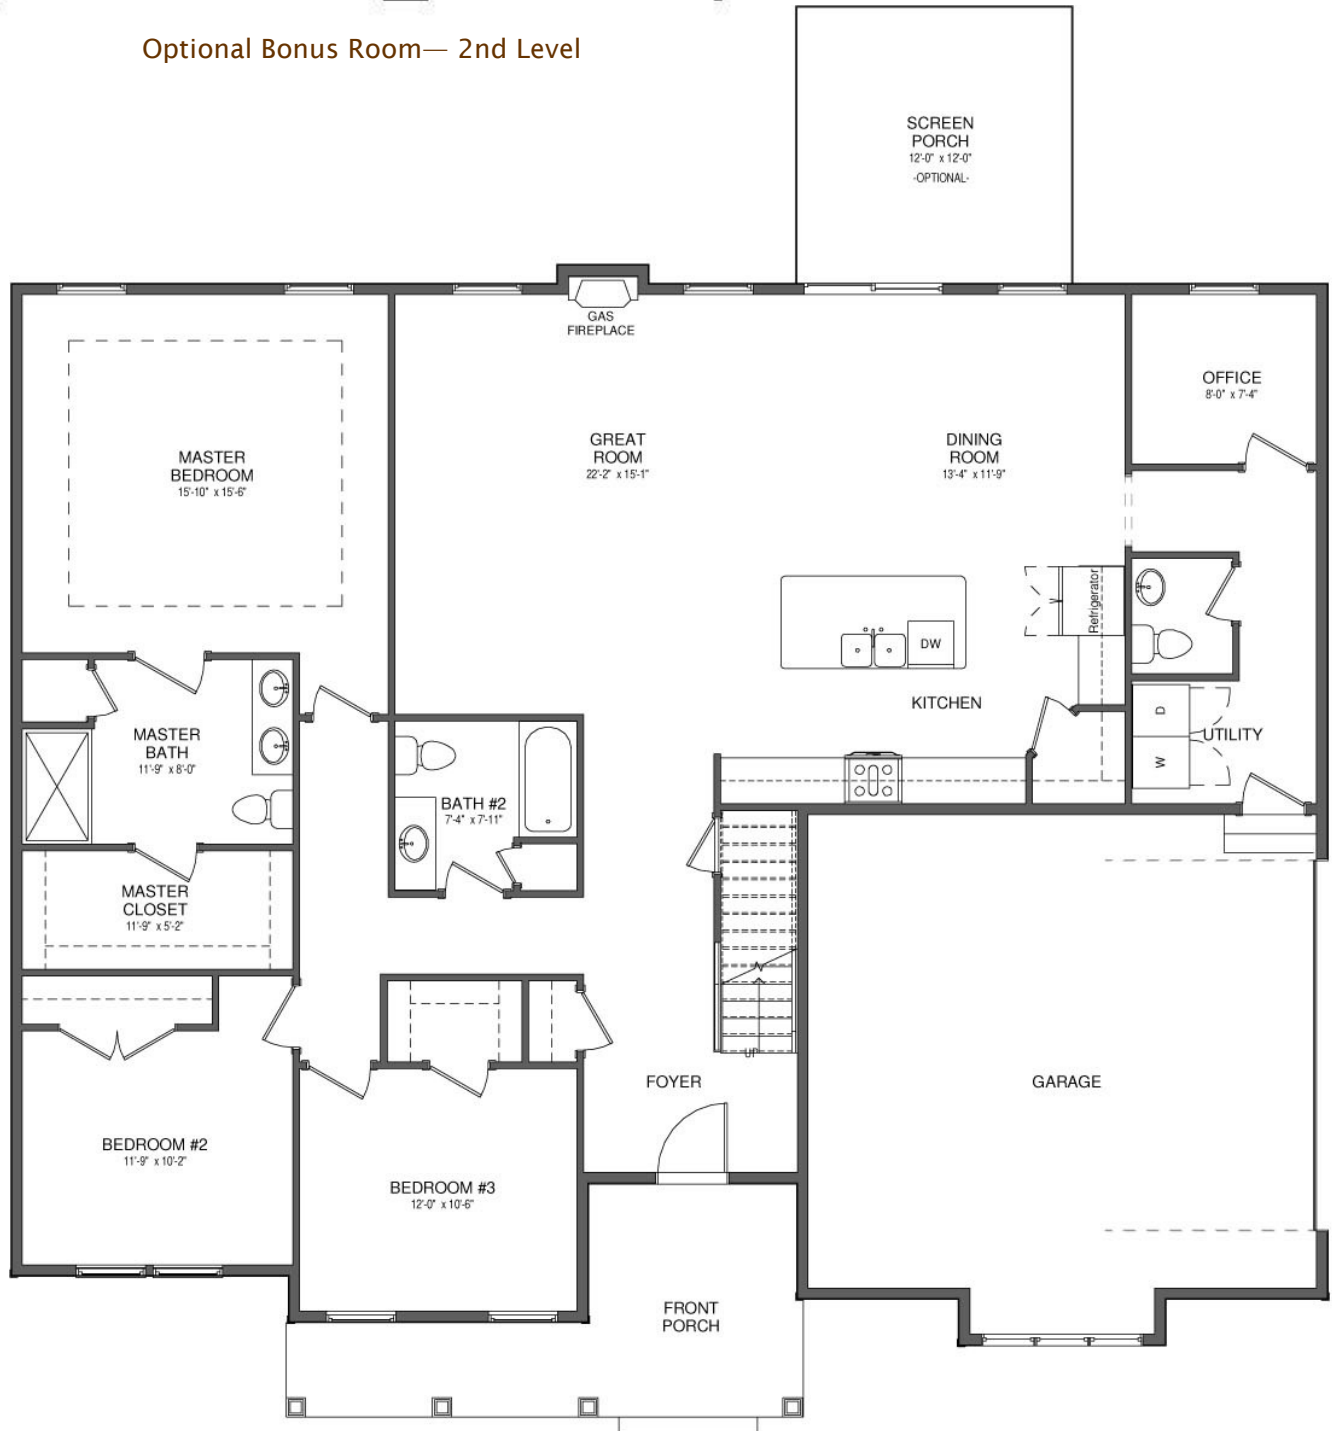 Optional Bonus Room— 2nd Level
SCREEN
PORCH
12'-0" x 12'-0"
-OPTIONAL-
GAS
FIREPLACE
OFFICE
8'-0" x 7'-4"
GREAT
ROOM
22'-2" x 15'-1"
DINING
ROOM
13'-4" x 11'-9"
MASTER
BEDROOM
15'-10" x 15'-6"
Refrigerator
DW
KITCHEN
MASTER
BATH
11'-9" x 8'-0"
D
UTILITY
W
BATH #2
7'-4" x 7'-11"
MASTER
CLOSET
11'-9" x 5'-2"
UP
FOYER
GARAGE
BEDROOM #2
11'-9" x 10'-2"
BEDROOM #3
12'-0" x 10'-6"
FRONT
PORCH